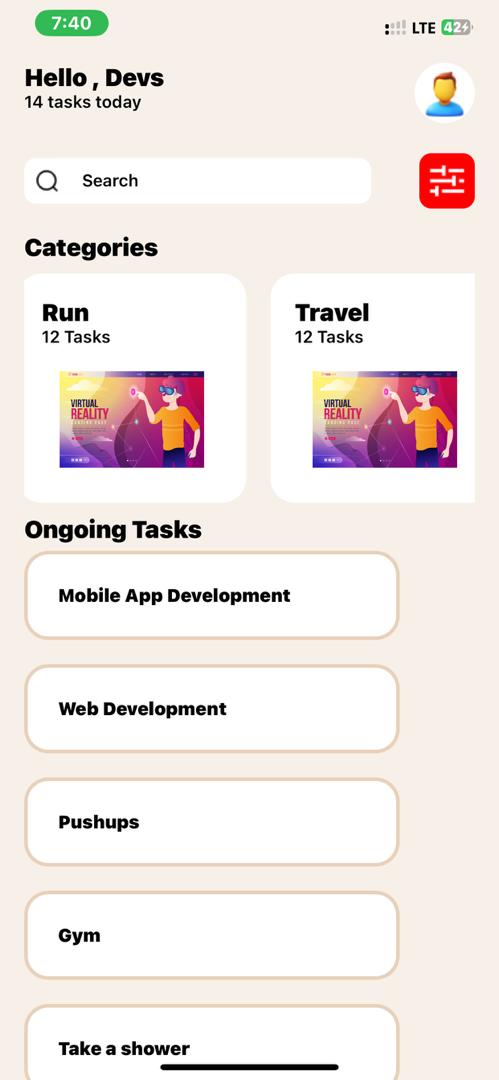 7:40
LTE 42
Hello , Devs
14 tasks today
Search
Categories
Run
12 Tasks
VIRTUAL
REALITY
LANDING PAGE
Travel
12 Tasks
VIRTUAL
REALITY
LANDING PAGE
Ongoing Tasks
Mobile App Development
Web Development
Pushups
Gym
Take a shower